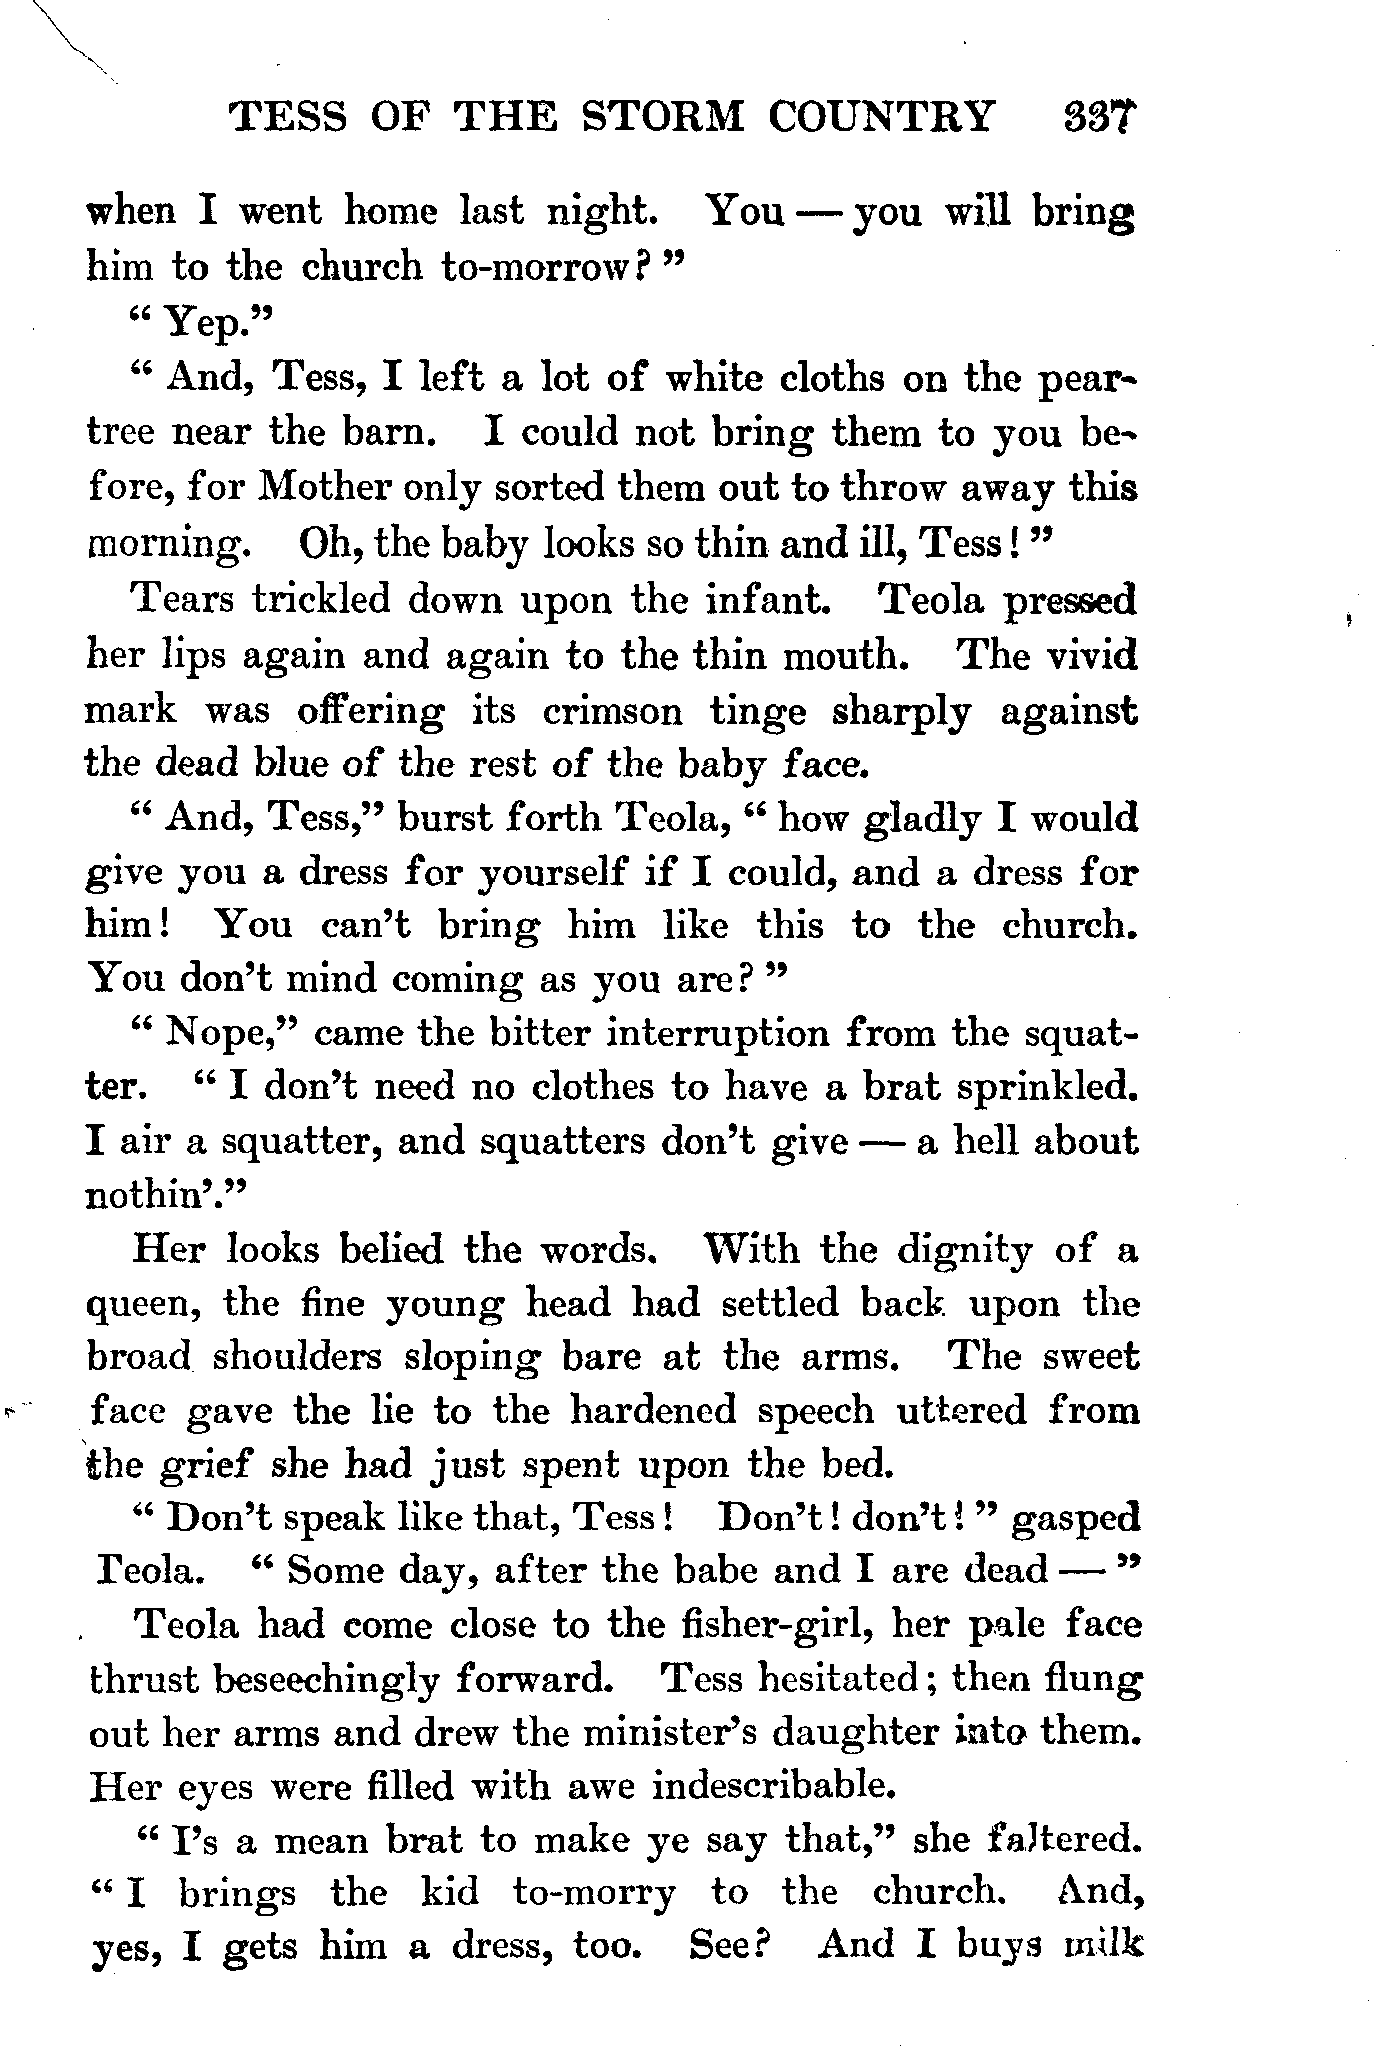 TESS OF THE STORM COUNTRY 337
when I went home last night. You — you will bring
him to the church to-morrow? ”
“ Yep.”
“ And, Tess, I left a lot of white cloths on the pear-
tree near the barn. I could not bring them to you be-
fore, for Mother only sorted them out to throw away this
morning. Oh, the baby looks so thin and ill, Tess! ”
Tears trickled down upon the infant. Teola pressed
her lips again and again to the thin mouth. The vivid
mark was offering its crimson tinge sharply against
the dead blue of the rest of the baby face.
“ And, Tess,” burst forth Teola, “ how gladly I would
give you a dress for yourself if I could, and a dress for
him! You can’t bring him like this to the church.
You don’t mind coming as you are? ”
“ Nope,” came the bitter interruption from the squat-
ter. “ I don’t need no clothes to have a brat sprinkled.
I air a squatter, and squatters don’t give — a hell about
nothin’.”
Her looks belied the words. With the dignity of a
queen, the fine young head had settled back upon the
broad shoulders sloping bare at the arms. The sweet
face gave the lie to the hardened speech uttered from
the grief she had just spent upon the bed.
“ Don’t speak like that, Tess! Don’t! don’t! ” gasped
Teola. “ Some day, after the babe and I are dead — ”
Teola had come close to the fisher-girl, her pale face
thrust beseechingly forward. Tess hesitated; then flung
out her arms and drew the minister’s daughter into them.
Her eyes were filled with awe indescribable.
“ I’s a mean brat to make ye say that,” she faltered.
“ I brings the kid to-morry to the church. And,
yes, I gets him a dress, too. See? And I buys milk